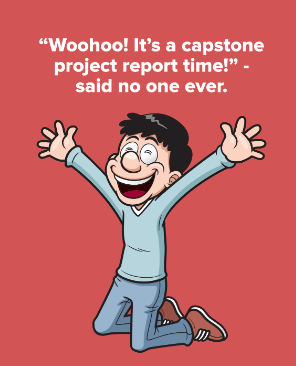 “Woohoo! It’s a capstone
project report time!” -
said no one ever.